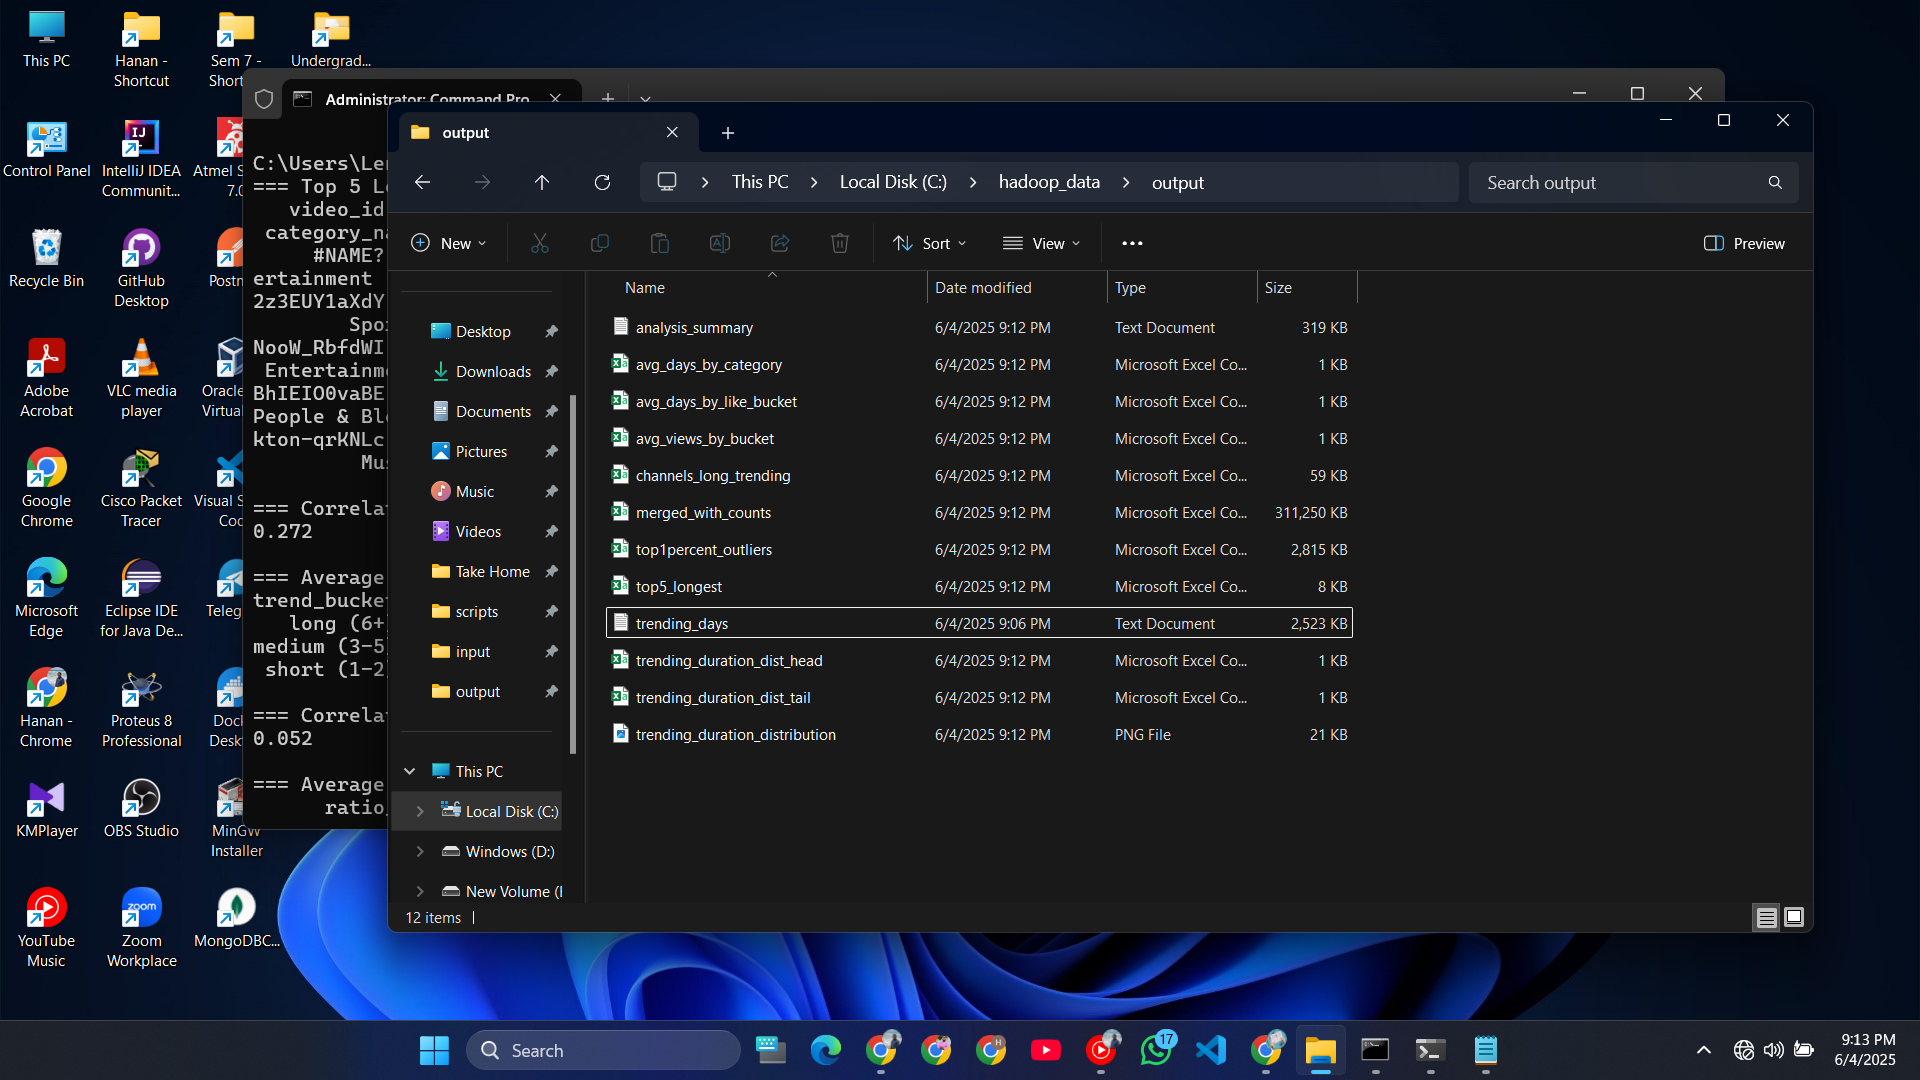 This PC
Hanan - Shortcut
Sem 7 -
Short
Undergrad...
Control Panel
IntelliJ IDEA Communit...
Atmel S
7.0
Recycle Bin
GitHub Desktop
Postm
Adobe Acrobat
VLC media player
Oracle
Virtual
Google Chrome
Cisco Packet Tracer
Visual S
Coc
Microsoft Edge
Eclipse IDE for Java De...
Teleg
Hanan - Chrome
Proteus 8 Professional
Dock
Desk
KMPlayer
OBS Studio
MinGW Installer
YouTube Music
Zoom Workplace
zoom
MongoDBC...
Administrator: Command Pro
C:\Users\Ler
=== Top 5 Lo
video_id
category_na
#NAME?
ertainment
2z3EUY1aXdY
Spo
NooW_RbfdWI
Entertainme
BhIEIO0vaBE
People & Blo
kton-qrKNLc
Mus
=== Correlat
0.272
=== Average
trend_bucket
long (6+
medium (3-5
short (1-2
=== Correlat
0.052
=== Average
ratio_
output
This PC > Local Disk (C:) > hadoop_data > output
Search output
New
Sort
View
Preview
Desktop
Downloads
Documents
Pictures
Music
Videos
Take Home
scripts
input
output
This PC
Local Disk (C:)
Windows (D:)
New Volume (
Name Date modified Type Size
analysis_summary 6/4/2025 9:12 PM Text Document 319 KB
avg_days_by_category 6/4/2025 9:12 PM Microsoft Excel Co... 1 KB
avg_days_by_like_bucket 6/4/2025 9:12 PM Microsoft Excel Co... 1 KB
avg_views_by_bucket 6/4/2025 9:12 PM Microsoft Excel Co... 1 KB
channels_long_trending 6/4/2025 9:12 PM Microsoft Excel Co... 59 KB
merged_with_counts 6/4/2025 9:12 PM Microsoft Excel Co... 311,250 KB
top1percent_outliers 6/4/2025 9:12 PM Microsoft Excel Co... 2,815 KB
top5_longest 6/4/2025 9:12 PM Microsoft Excel Co... 8 KB
trending_days 6/4/2025 9:06 PM Text Document 2,523 KB
trending_duration_dist_head 6/4/2025 9:12 PM Microsoft Excel Co... 1 KB
trending_duration_dist_tail 6/4/2025 9:12 PM Microsoft Excel Co... 1 KB
trending_duration_distribution 6/4/2025 9:12 PM PNG File 21 KB
12 items
Search
17
9:13 PM
6/4/2025